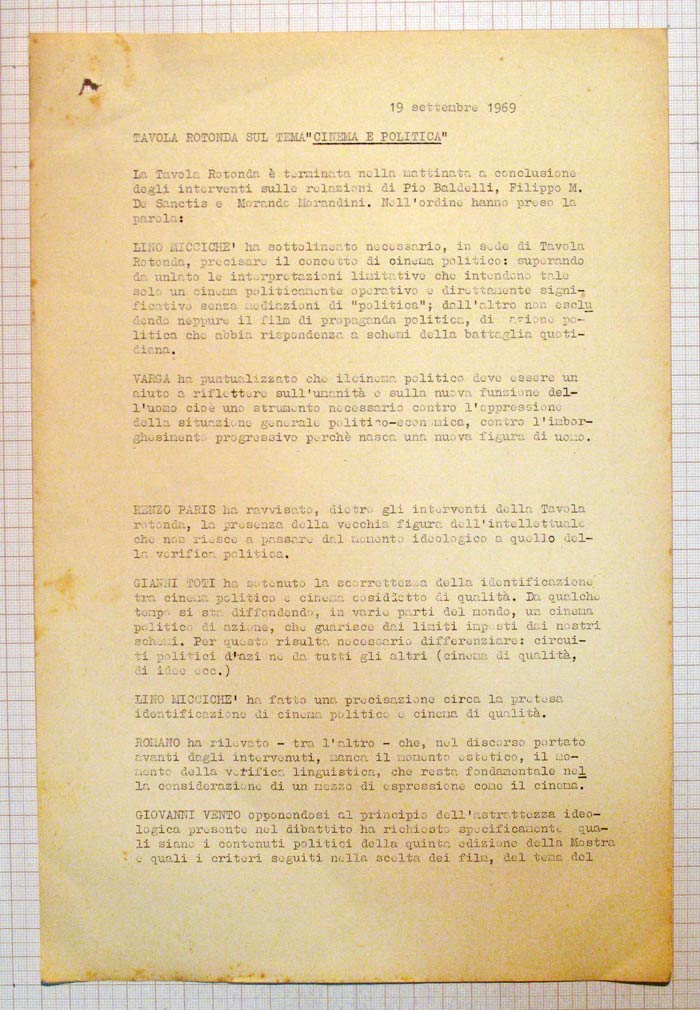 19 settembre 1969
TAVOLA ROTONDA SUL TEMA"CINEMA E POLITICA"
La Tavola Rotonda è terminata nella mattinata a conclusione
degli interventi sulle relazioni di Pio Baldelli, Filippo M.
De Sanctis e Morando Morandini. Nell'ordine hanno preso la
parola:
LINO MICCICHE' ha sottolineato necessario, in sede di Tavola
Rotonda, precisare il concetto di cinema politico: superando
da unlato le interpretazioni limitative che intendono tale
solo un cinema politicamente operativo e direttamente signi-
ficativo senza mediazioni di "politica"; dall'altro non esclu
dendo neppure il film di propaganda politica, di azione po-
litica che abbia rispondenza a schemi della battaglia quoti-
diana.
VARGA ha puntualizzato che ilcinema politico deve essere un
aiuto a riflettere sull'umanità e sulla nuova funzione del-
l'uomo cioè uno strumento necessario contro l'oppressione
della situazione generale politico-economica, contro l'imbor-
ghesimento progressivo perchè nasca una nuova figura di uomo.
RENZO PARIS ha ravvisato, dietro gli interventi della Tavola
rotonda, la presenza della vecchia figura dell'intellettuale
che non riesce a passare dal momento ideologico a quello del-
la verifica politica.
GIANNI TOTI ha sotenuto la scorrettezza della identificazione
tra cinema politico e cinema cosidetto di qualità. Da qualche
tempo si sta diffondendo, in varie parti del mondo, un cinema
politico di azione, che guarisce dai limiti imposti dai nostri
schemi. Per questo risulta necessario differenziare: circui-
ti politici d'azione da tutti gli altri (cinema di qualità,
di idee ecc.)
LINO MICCICHE' ha fatto una precisazione circa la pretesa
identificazione di cinema politico e cinema di qualità.
ROMANO ha rilevato - tra l'altro - che, nel discorso portato
avanti dagli intervenuti, manca il momento estetico, il mo-
mento della verifica linguistica, che resta fondamentale nel
la considerazione di un mezzo di espressione come il cinema.
GIOVANNI VENTO opponendosi al principio dell'astrattezza ideo-
logica presente nel dibattito ha richiesto specificamente qua-
li siano i contenuti politici della quinta edizione della Mostra
e quali i criteri seguiti nella scelta dei film, del tema del